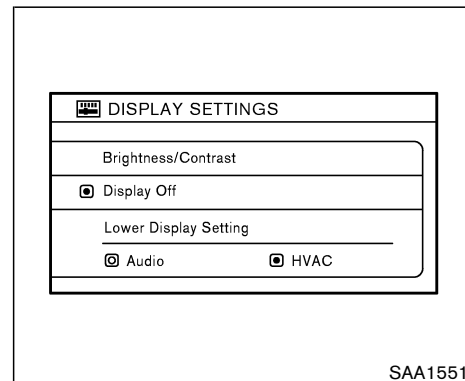 DISPLAY SETTINGS
Brightness/Contrast
Display Off
Lower Display Setting
Audio HVAC
SAA1551